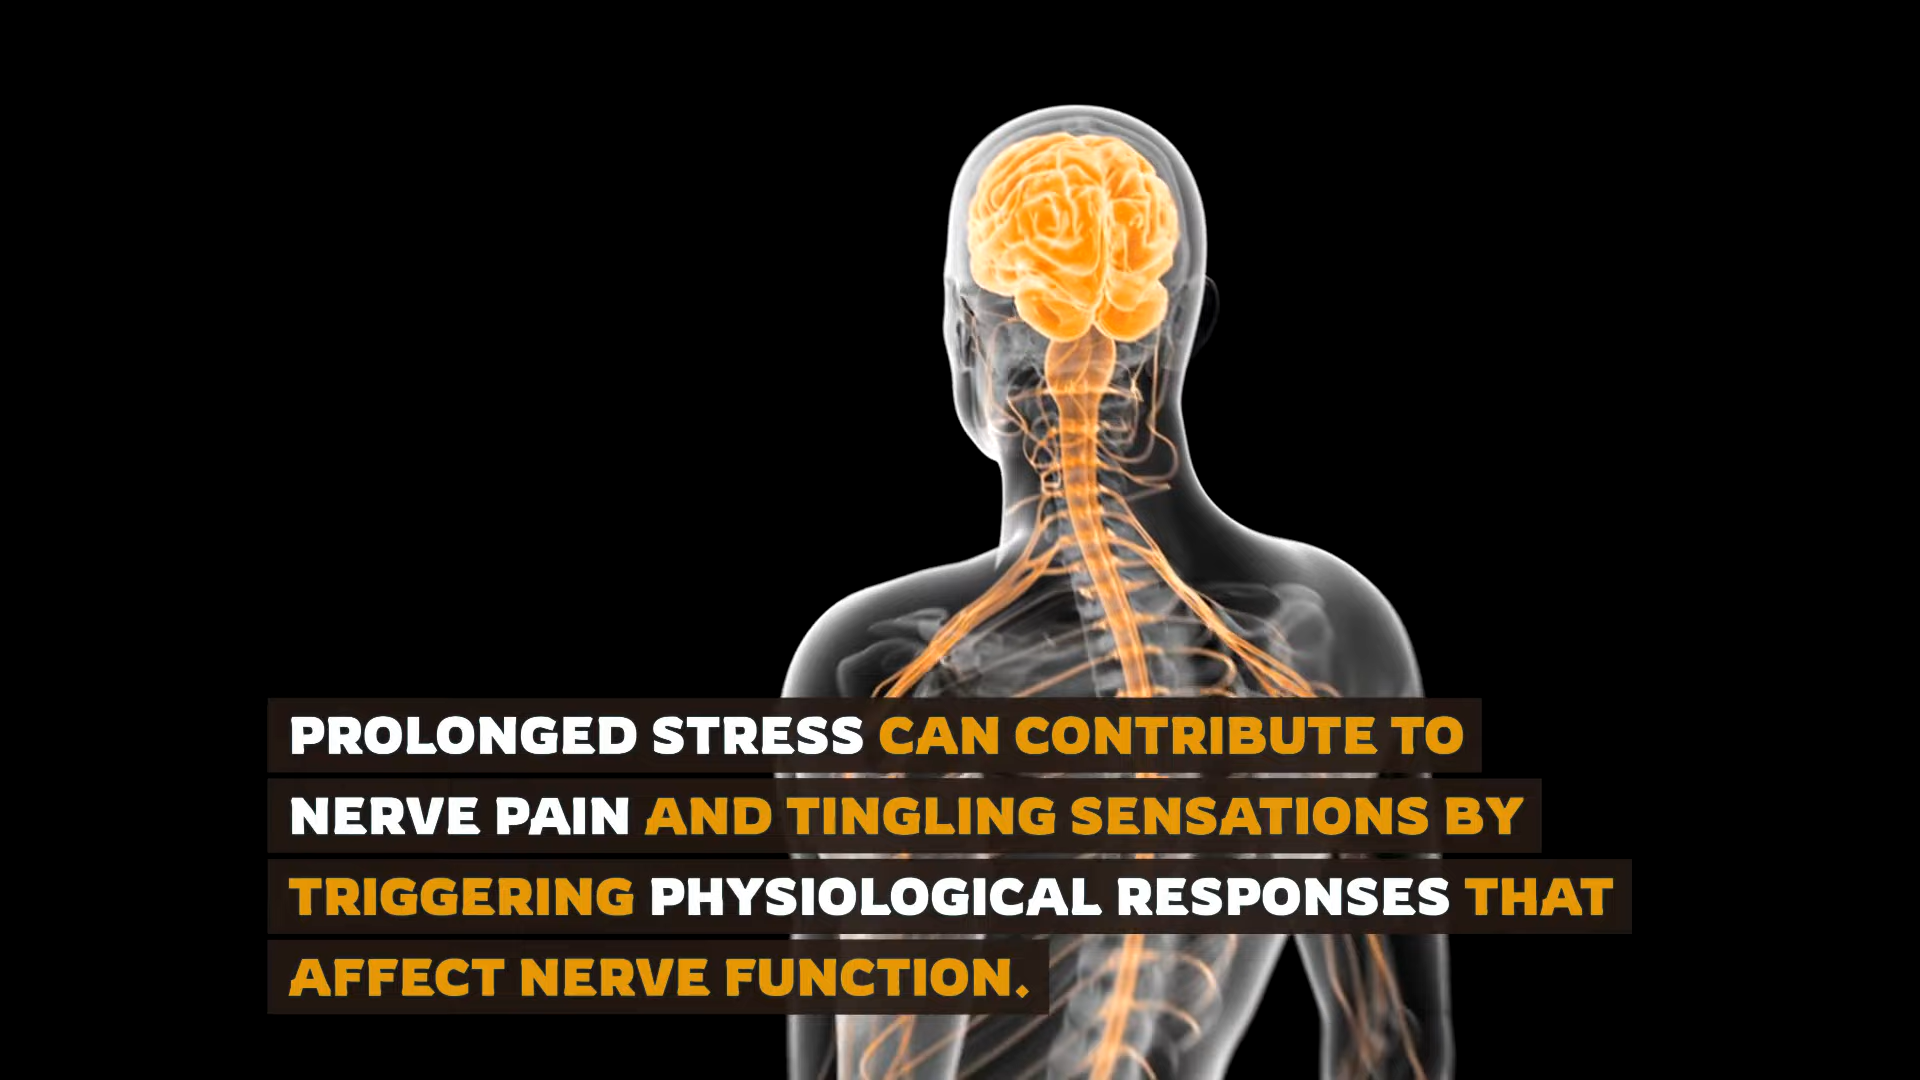 PROLONGED STRESS CAN CONTRIBUTE TO
NERVE PAIN AND TINGLING SENSATIONS BY
TRIGGERING PHYSIOLOGICAL RESPONSES THAT
AFFECT NERVE FUNCTION.